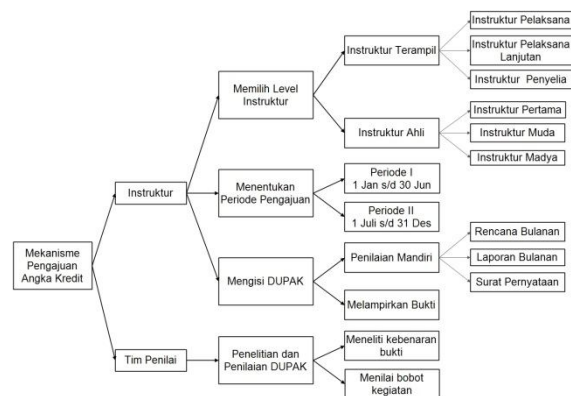 Mekanisme
Pengajuan
Angka Kredit
Instruktur
Tim Penilai
Memilih Level
Instruktur
Menentukan
Periode Pengajuan
Mengisi DUPAK
Penelitian dan
Penilaian DUPAK
Instruktur Terampil
Instruktur Ahli
Periode I
1 Jan s/d 30 Jun
Periode II
1 Juli s/d 31 Des
Penilaian Mandiri
Melampirkan Bukti
Meneliti kebenaran
bukti
Menilai bobot
kegiatan
Instruktur Pelaksana
Instruktur Pelaksana
Lanjutan
Instruktur Penyelia
Instruktur Pertama
Instruktur Muda
Instruktur Madya
Rencana Bulanan
Laporan Bulanan
Surat Pernyataan